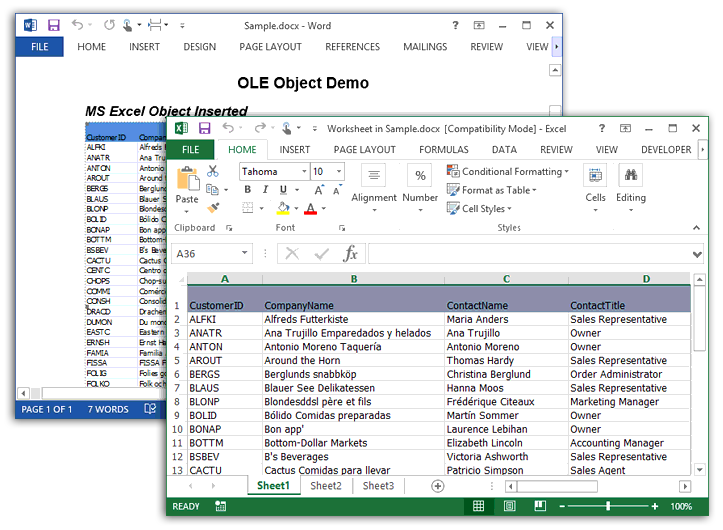 Sample.docx - Word
FILE HOME INSERT DESIGN PAGE LAYOUT REFERENCES MAILINGS REVIEW VIEW
OLE Object Demo
MS Excel Object Inserted
CustomerID Compan
ALFKI Alfreds F
ANATR Ana Truj
ANTON Antonio
AROUT Around t
BERGS Berglund
BLAUS Blauer S
BLONP Blondesd
BOLID Bólido C
BONAP Bon app'
BOTTM Bottom-
BSBEV B's Beve
CACTU Cactus C
CENTC Centro c
CHOPS Chop-su
COMMI Comérci
CONSH Consolid
DRACD Drachen
DUMON Du mond
EASTC Eastern
ERNSH Ernst Ha
FAMIA Familia
FISSA FISSA F
FOLIG Folies go
FOLKO Folk och
PAGE 1 OF 1 7 WORDS
Worksheet in Sample.docx [Compatibility Mode] - Excel
FILE HOME INSERT PAGE LAYOUT FORMULAS DATA REVIEW VIEW DEVELOPER
Paste
Tahoma 10
B I U A A
A
Alignment Number
%
Conditional Formatting
Format as Table
Cell Styles
Cells Editing
Clipboard Font Styles
A36 fx
A B C D
1 CustomerID CompanyName ContactName ContactTitle
2 ALFKI Alfreds Futterkiste Maria Anders Sales Representative
3 ANATR Ana Trujillo Emparedados y helados Ana Trujillo Owner
4 ANTON Antonio Moreno Taquería Antonio Moreno Owner
5 AROUT Around the Horn Thomas Hardy Sales Representative
6 BERGS Berglunds snabbköp Christina Berglund Order Administrator
7 BLAUS Blauer See Delikatessen Hanna Moos Sales Representative
8 BLONP Blondesddsl père et fils Frédérique Citeaux Marketing Manager
9 BOLID Bólido Comidas preparadas Martín Sommer Owner
10 BONAP Bon app' Laurence Lebihan Owner
11 BOTTM Bottom-Dollar Markets Elizabeth Lincoln Accounting Manager
12 BSBEV B's Beverages Victoria Ashworth Sales Representative
13 CACTU Cactus Comidas para llevar Patricio Simpson Sales Agent
Sheet1 Sheet2 Sheet3
READY 100%